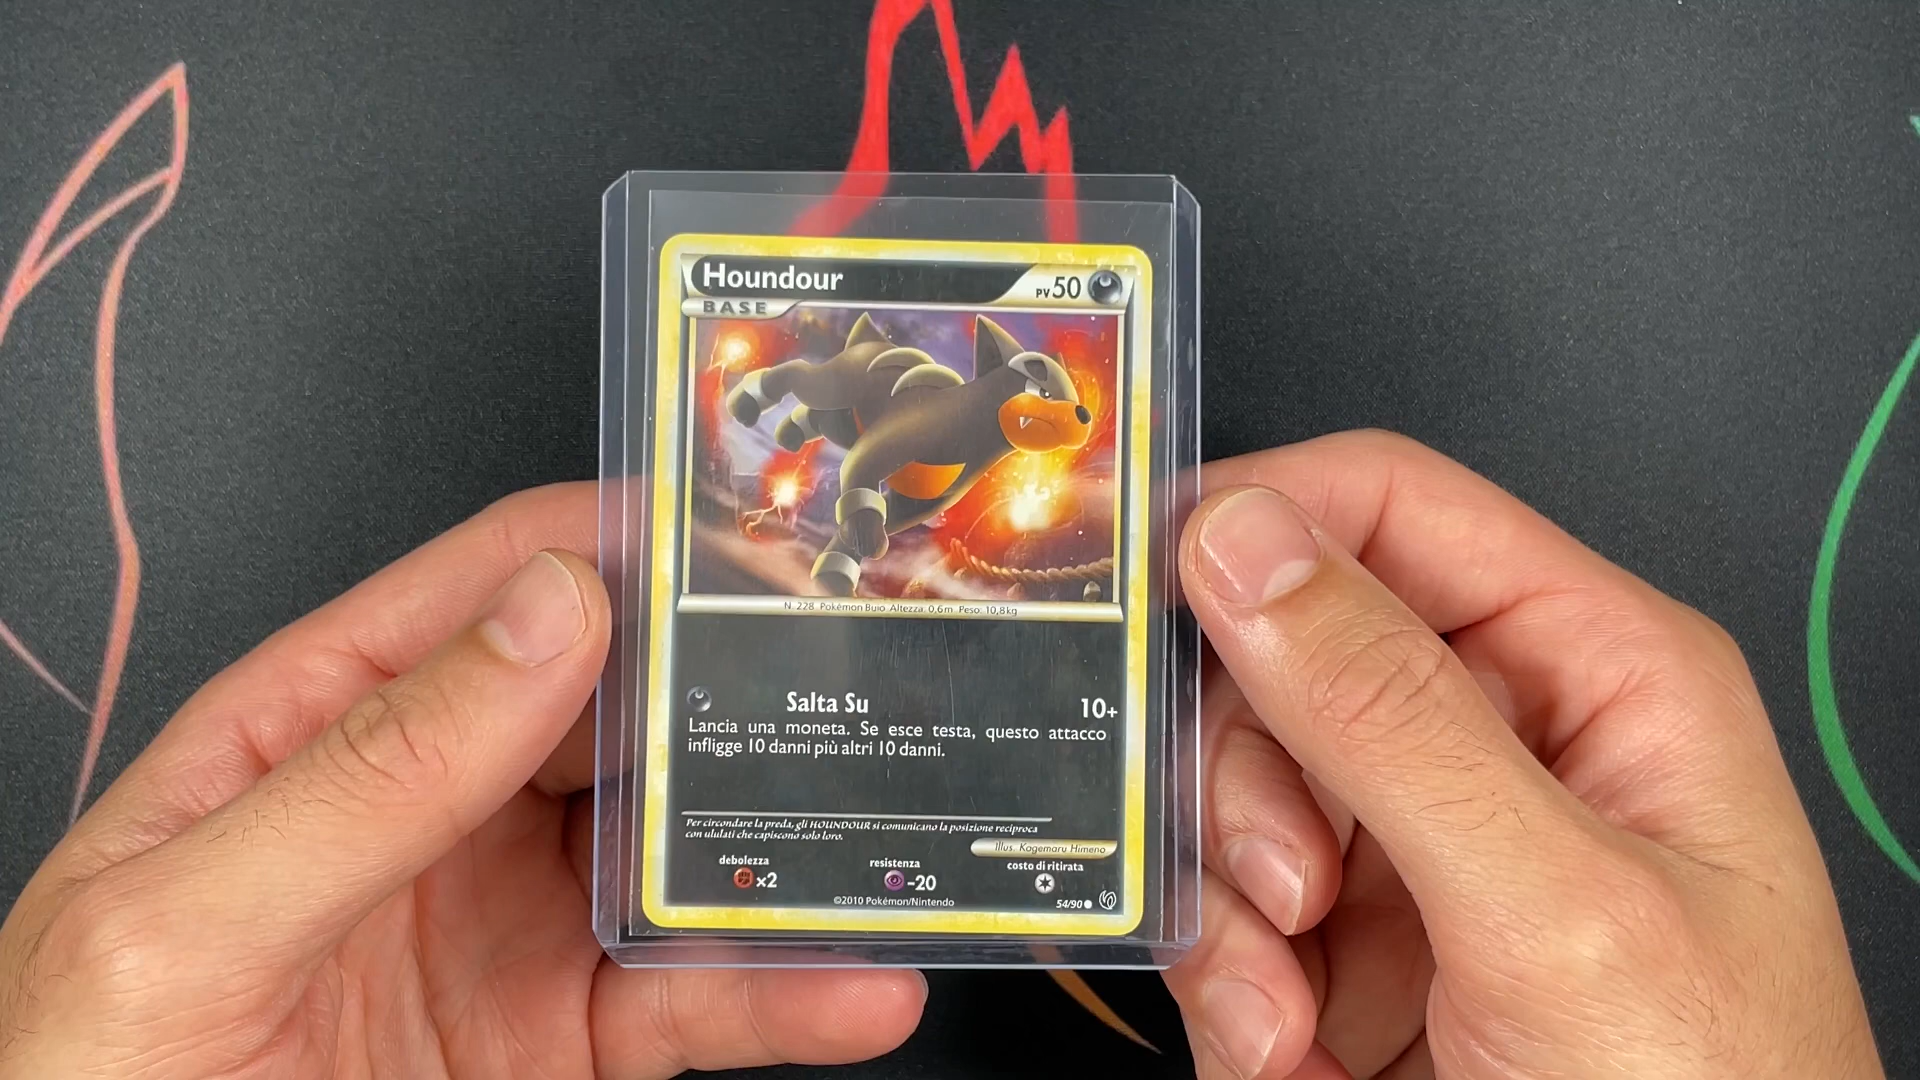 Houndour
PV 50
BASE
N. 228 Pokémon Buio Altezza: 0,6m Peso: 10,8kg
Salta Su 10+
Lancia una moneta. Se esce testa, questo attacco
infligge 10 danni più altri 10 danni.
Per circondare la preda, gli HOUNDOUR si comunicano la posizione reciproca
con ululati che capiscono solo loro.
Illus. Kagemaru Himeno
debolezza resistenza costo di ritirata
x2 -20
©2010 Pokémon/Nintendo
54/90